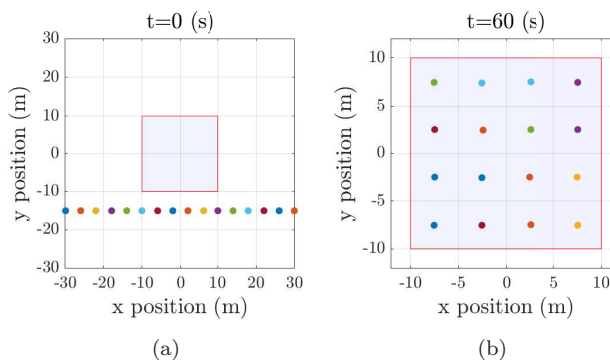 t=0 (s)
30
20
10
0
-10
-20
-30
y position (m)
-30 -20 -10 0 10 20 30
x position (m)
(a)
t=60 (s)
10
5
0
-5
-10
y position (m)
-10 -5 0 5 10
x position (m)
(b)